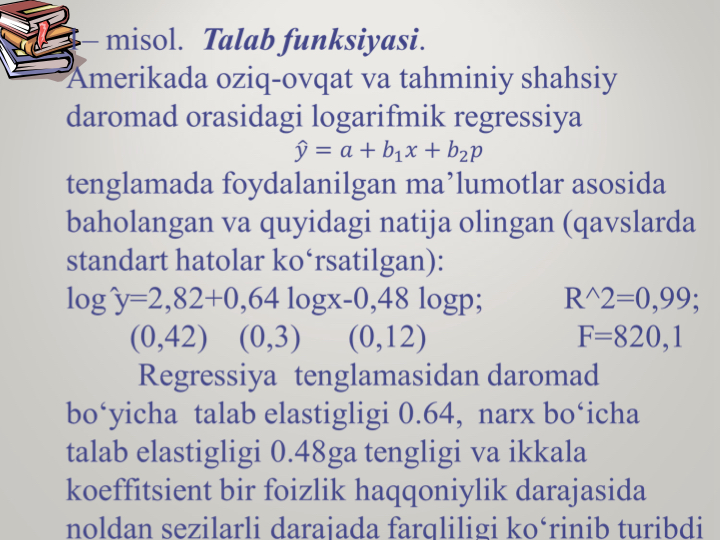 1– misol. Talab funksiyasi.
Amerikada oziq-ovqat va tahminiy shahsiy
daromad orasidagi logarifmik regressiya
ŷ = a + b₁x + b₂p
tenglamada foydalanilgan ma’lumotlar asosida
baholangan va quyidagi natija olingan (qavslarda
standart hatolar ko‘rsatilgan):
log ̂y=2,82+0,64 logx-0,48 logp; R^2=0,99;
(0,42) (0,3) (0,12) F=820,1
Regressiya tenglamasidan daromad
bo‘yicha talab elastigligi 0.64, narx bo‘icha
talab elastigligi 0.48ga tengligi va ikkala
koeffitsient bir foizlik haqqoniylik darajasida
noldan sezilarli darajada farqliligi ko‘rinib turibdi